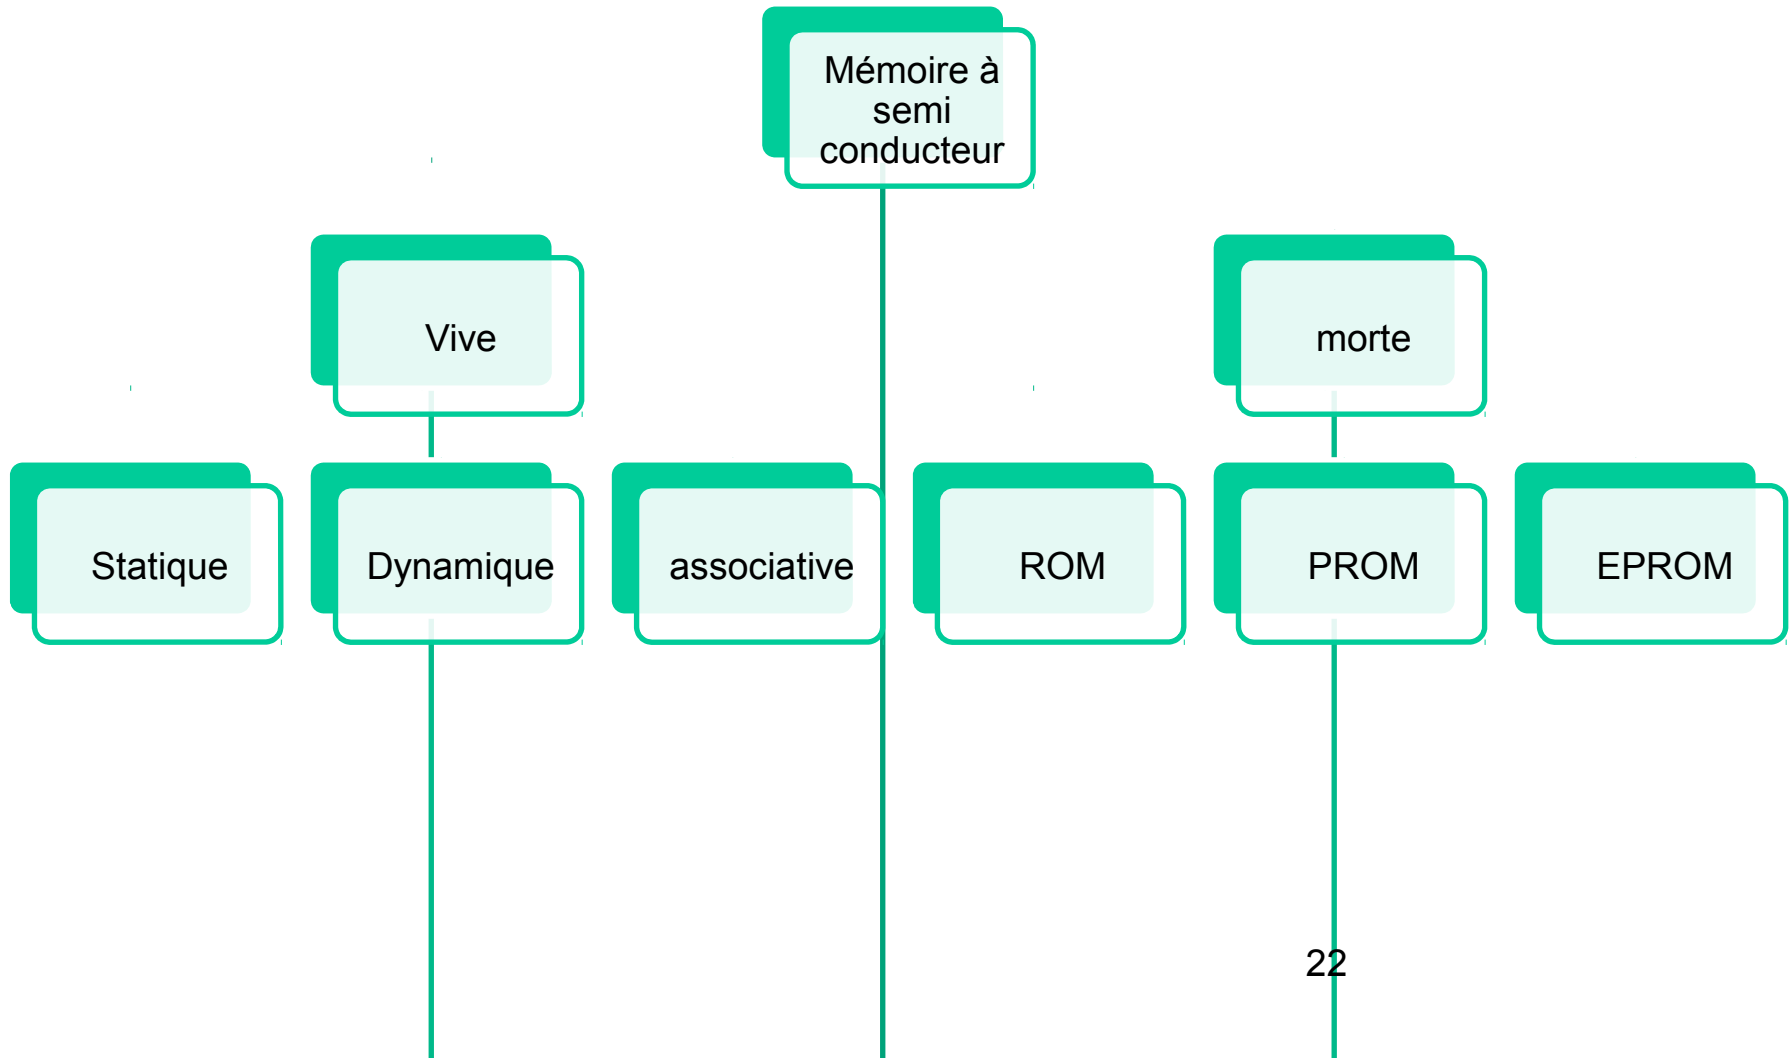 Mémoire à
semi
conducteur
Vive
morte
Statique
Dynamique
associative
ROM
PROM
EPROM
22